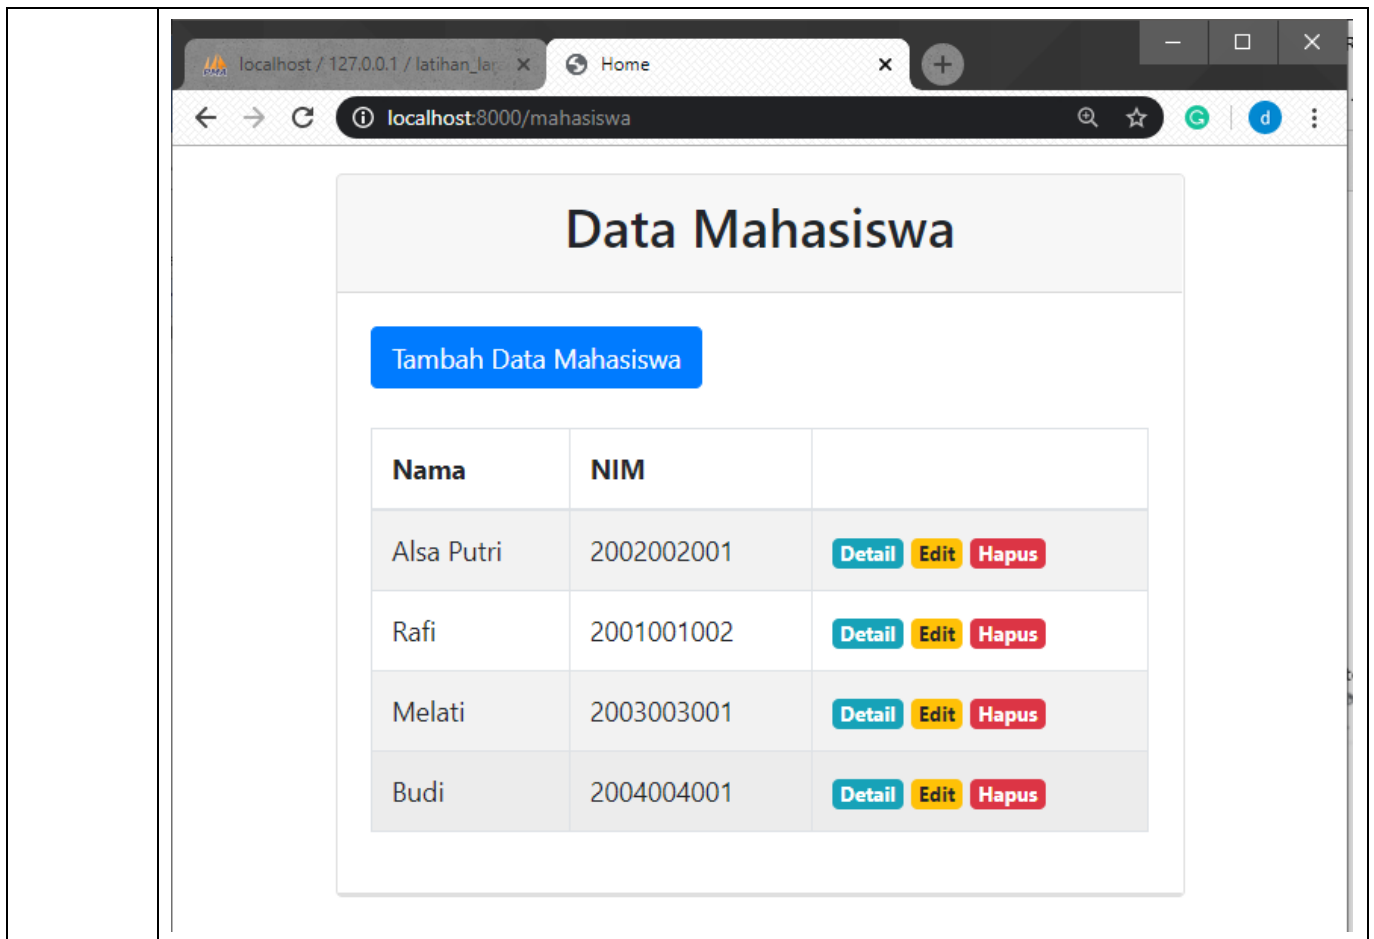 localhost / 127.0.0.1 / latihan_la
Home
localhost:8000/mahasiswa
d
Data Mahasiswa
Tambah Data Mahasiswa
Nama NIM
Alsa Putri 2002002001 Detail Edit Hapus
Rafi 2001001002 Detail Edit Hapus
Melati 2003003001 Detail Edit Hapus
Budi 2004004001 Detail Edit Hapus